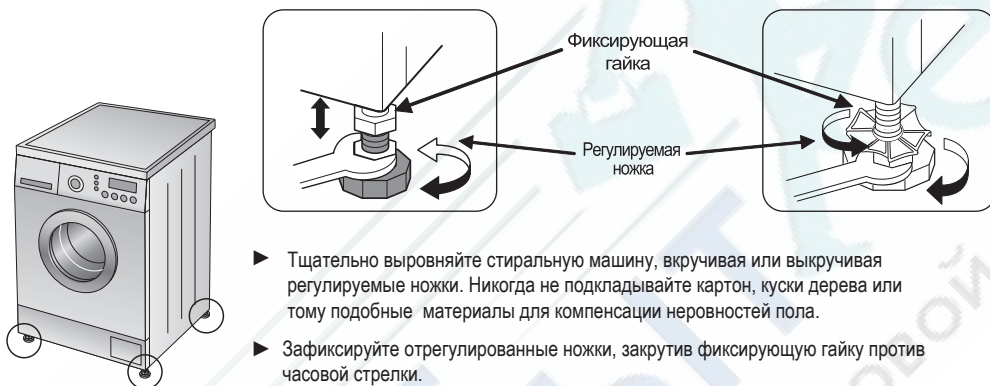 Фиксирующая
гайка
Регулируемая
ножка
► Тщательно выровняйте стиральную машину, вкручивая или выкручивая
регулируемые ножки. Никогда не подкладывайте картон, куски дерева или
тому подобные материалы для компенсации неровностей пола.
► Зафиксируйте отрегулированные ножки, закрутив фиксирующую гайку против
часовой стрелки.